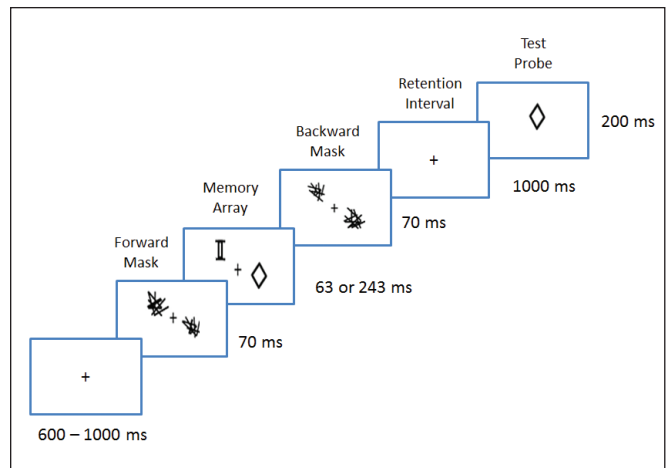 Test
Probe
Retention
Interval
200 ms
Backward
Mask
1000 ms
Memory
Array
70 ms
Forward
Mask
63 or 243 ms
70 ms
600 – 1000 ms